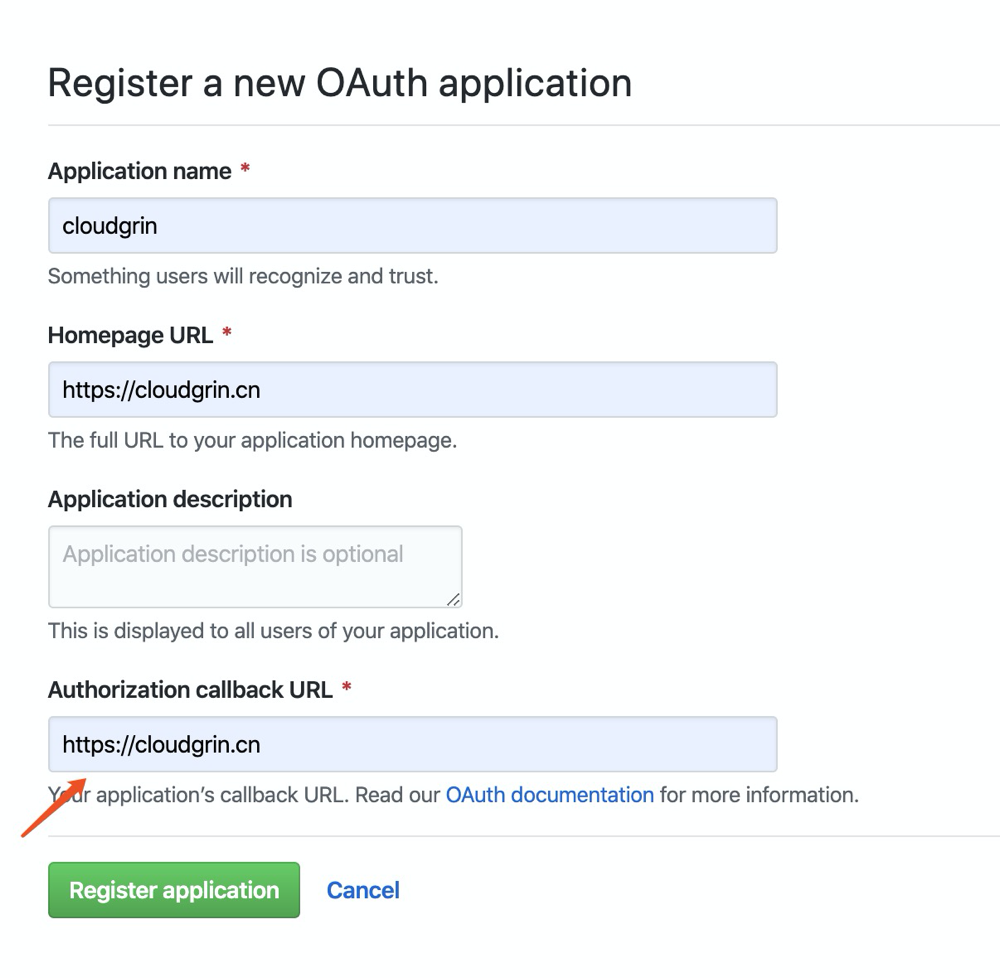 Register a new OAuth application
Application name *
cloudgrin
Something users will recognize and trust.
Homepage URL *
https://cloudgrin.cn
The full URL to your application homepage.
Application description
Application description is optional
This is displayed to all users of your application.
Authorization callback URL *
https://cloudgrin.cn
Your application’s callback URL. Read our OAuth documentation for more information.
Register application
Cancel